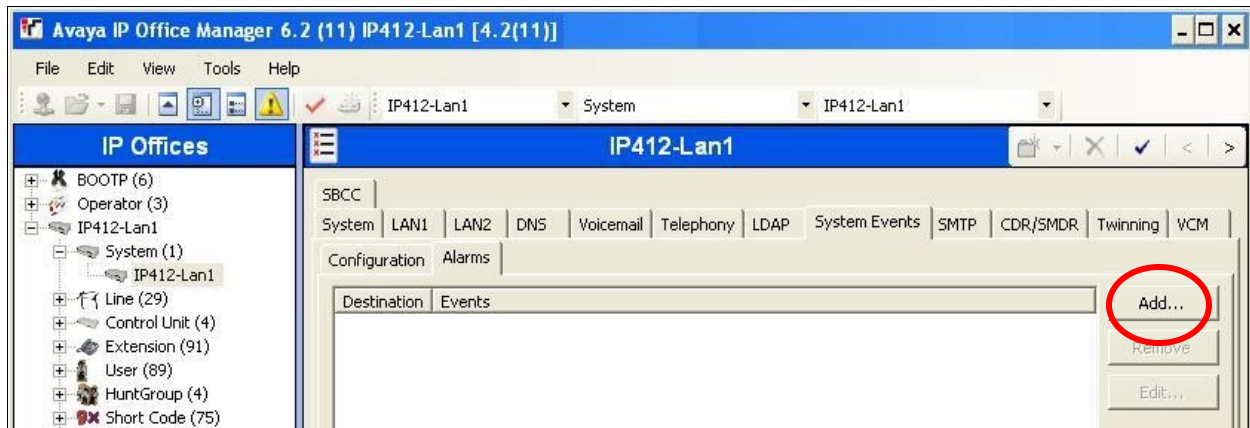 Avaya IP Office Manager 6.2 (11) IP412-Lan1 [4.2(11)]
File Edit View Tools Help
IP412-Lan1 System IP412-Lan1
IP Offices
BOOTP (6)
Operator (3)
IP412-Lan1
System (1)
IP412-Lan1
Line (29)
Control Unit (4)
Extension (91)
User (89)
HuntGroup (4)
Short Code (75)
IP412-Lan1
SBCC
System LAN1 LAN2 DNS Voicemail Telephony LDAP System Events SMTP CDR/SMDR Twinning VCM
Configuration Alarms
Destination Events
Add...
Remove
Edit...